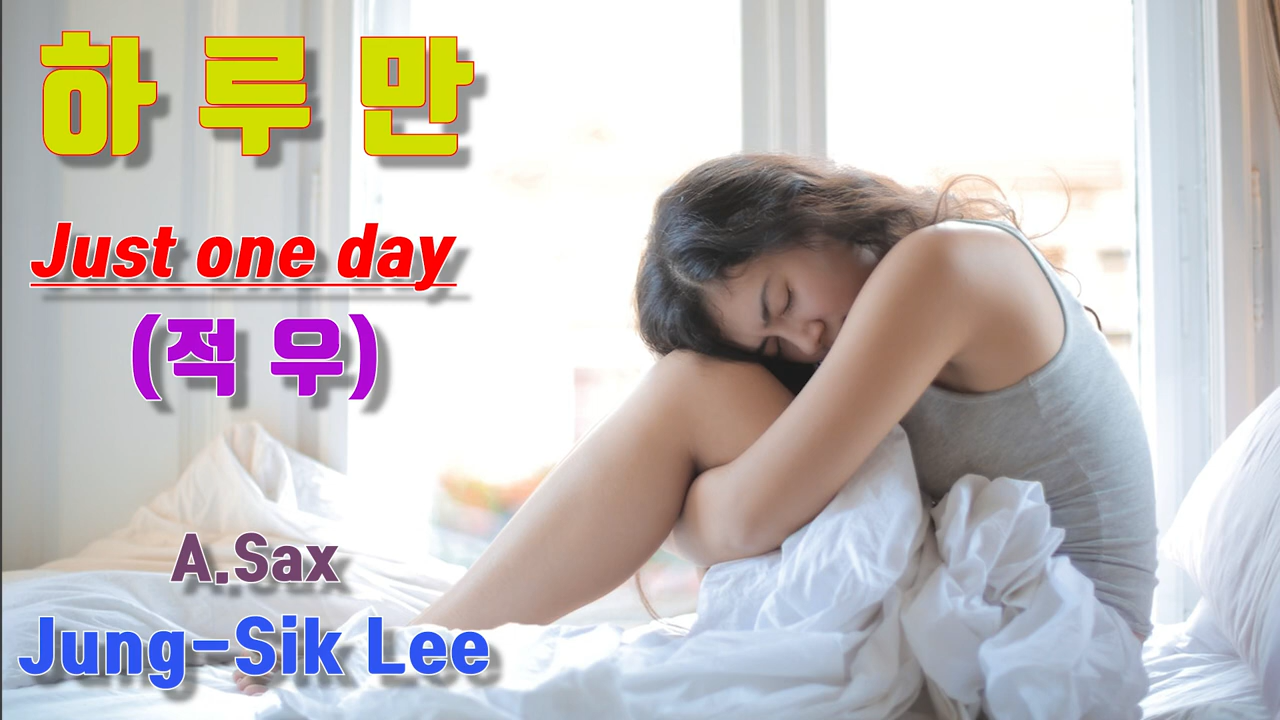 하루만
Just one day
(적우)
A.Sax
Jung-Sik Lee